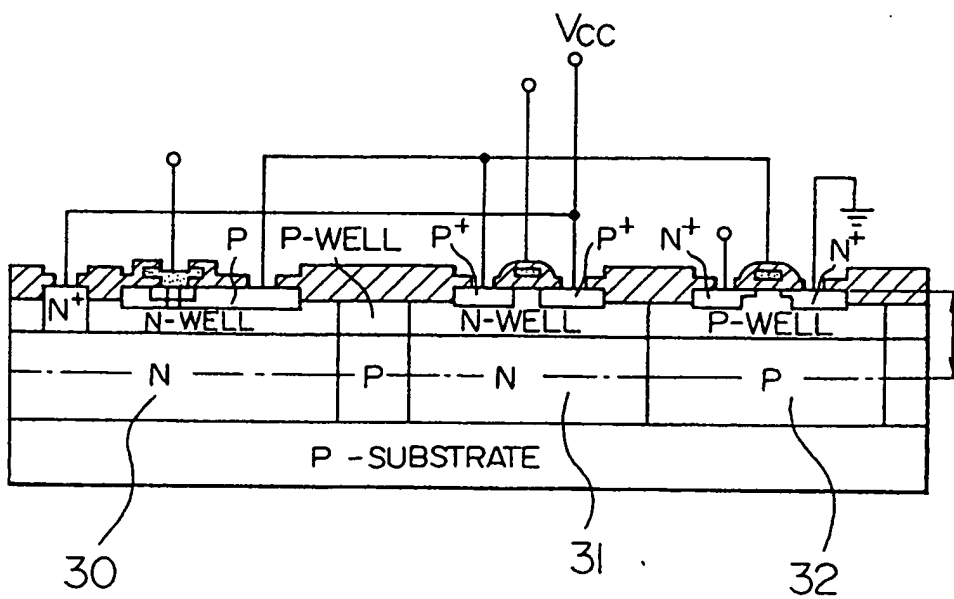 VCC
P P-WELL P+ P+ N+ N+
N+ N-WELL N-WELL P-WELL
N P N P
P-SUBSTRATE
30 31 32